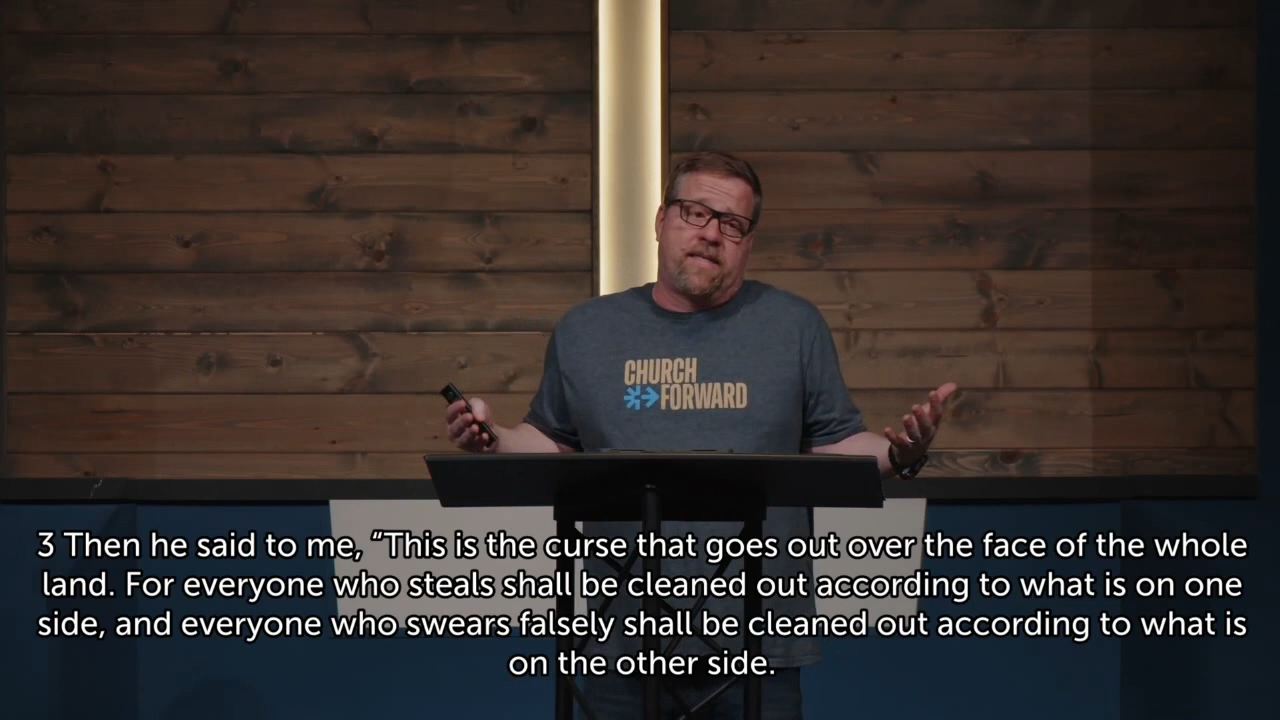 CHURCH
FORWARD
3 Then he said to me, “This is the curse that goes out over the face of the whole
land. For everyone who steals shall be cleaned out according to what is on one
side, and everyone who swears falsely shall be cleaned out according to what is
on the other side.